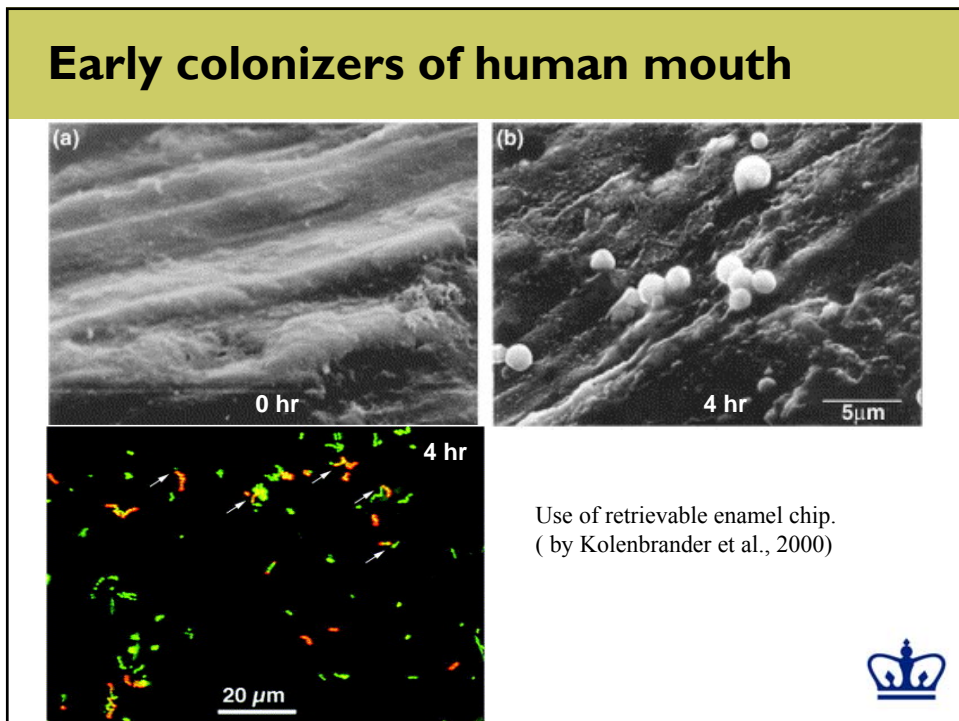 Early colonizers of human mouth
(a)
0 hr
(b)
4 hr
5μm
4 hr
20 µm
Use of retrievable enamel chip.
( by Kolenbrander et al., 2000)